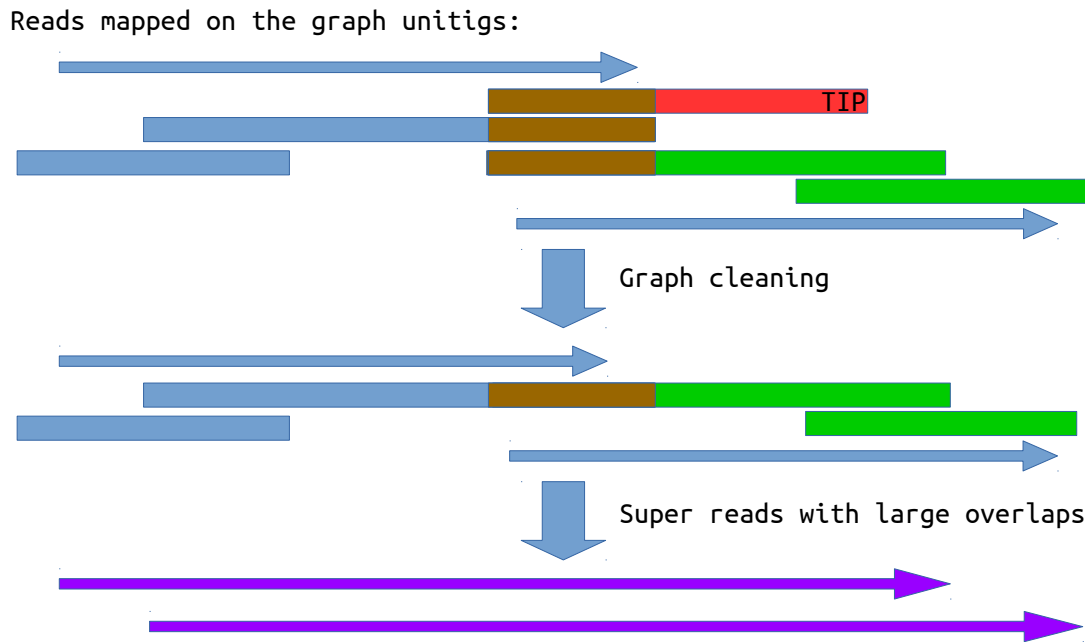 Reads mapped on the graph unitigs:
TIP
Graph cleaning
Super reads with large overlaps